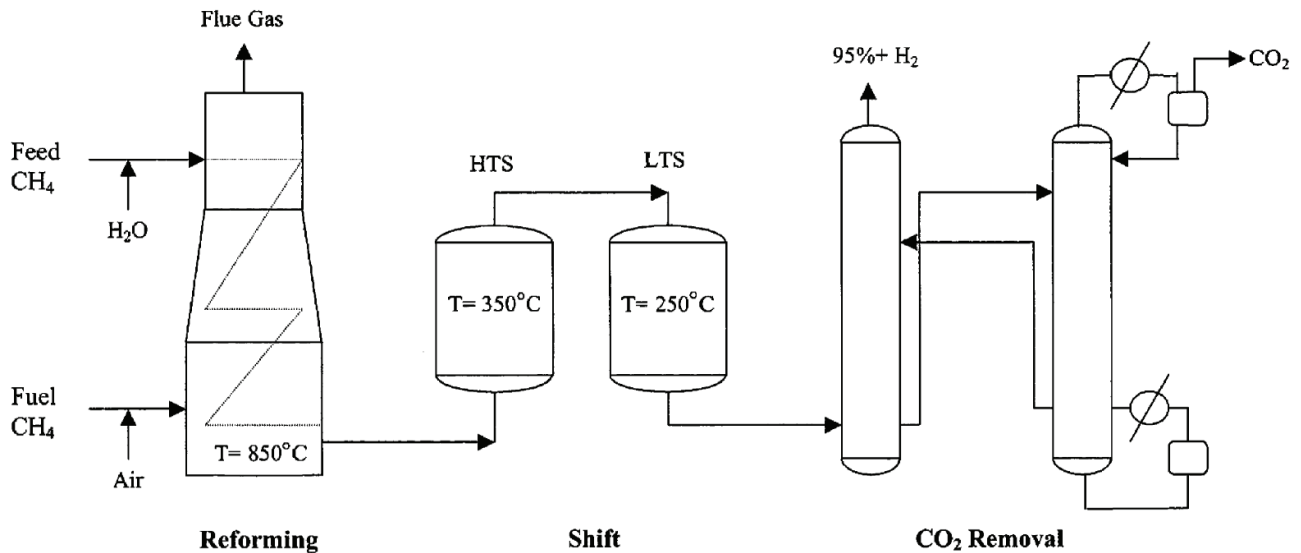 Flue Gas
95%+ H₂
CO₂
Feed
CH₄
H₂O
HTS
LTS
T= 350°C
T= 250°C
Fuel
CH₄
Air
T= 850°C
Reforming
Shift
CO₂ Removal